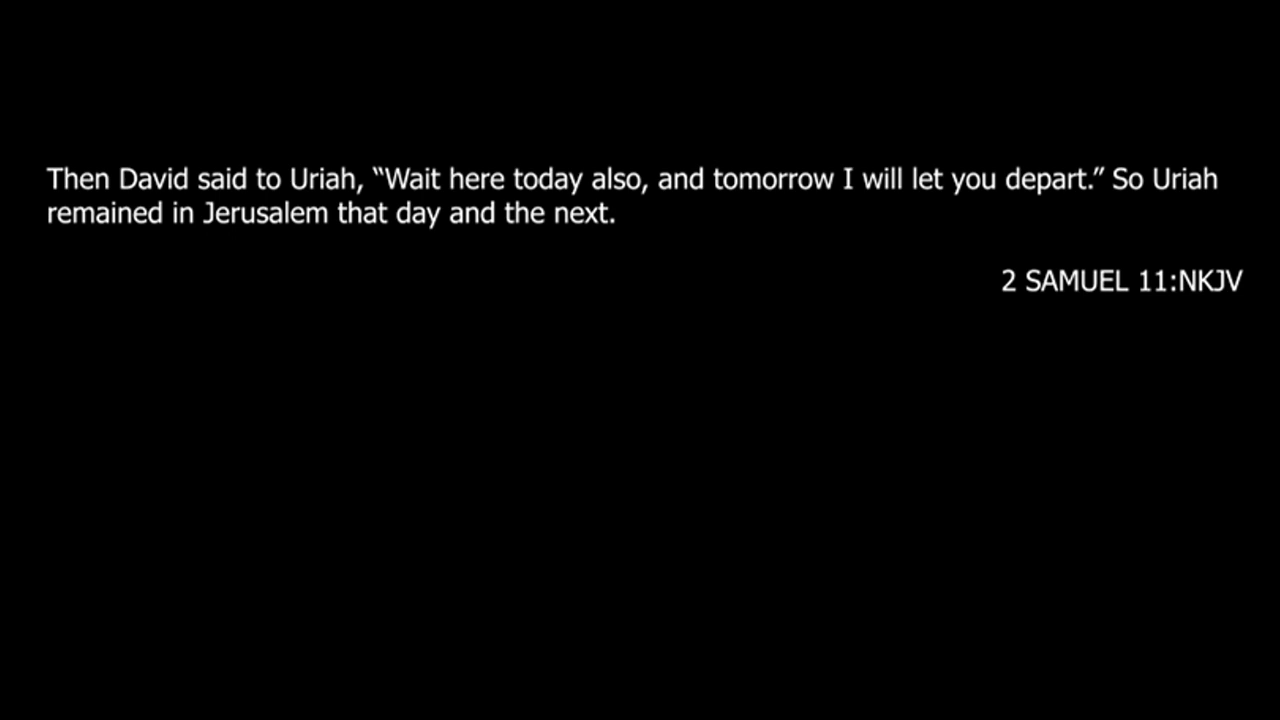 Then David said to Uriah, “Wait here today also, and tomorrow I will let you depart.” So Uriah
remained in Jerusalem that day and the next.
2 SAMUEL 11:NKJV